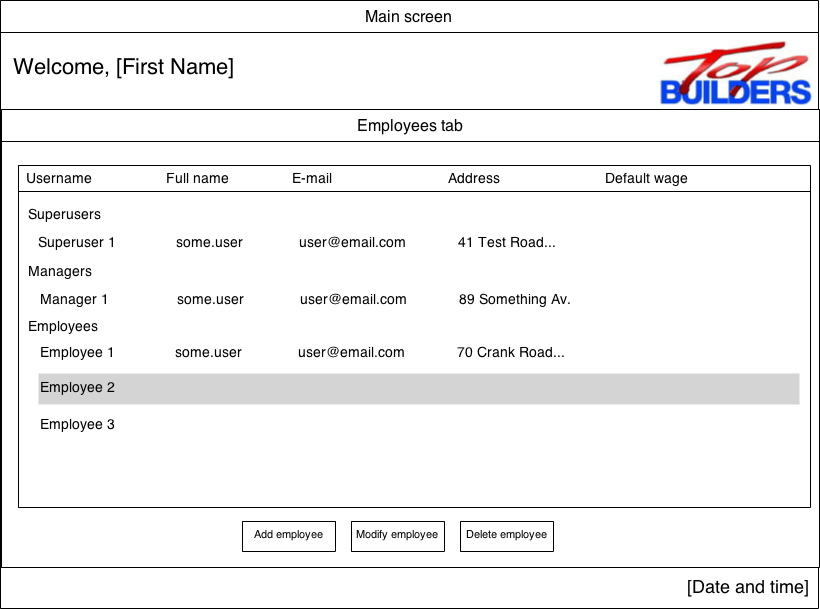 Main screen
Welcome, [First Name]
Top
BUILDERS
Employees tab
Username Full name E-mail Address Default wage
Superusers
Superuser 1 some.user user@email.com 41 Test Road...
Managers
Manager 1 some.user user@email.com 89 Something Av.
Employees
Employee 1 some.user user@email.com 70 Crank Road...
Employee 2
Employee 3
Add employee Modify employee Delete employee
[Date and time]